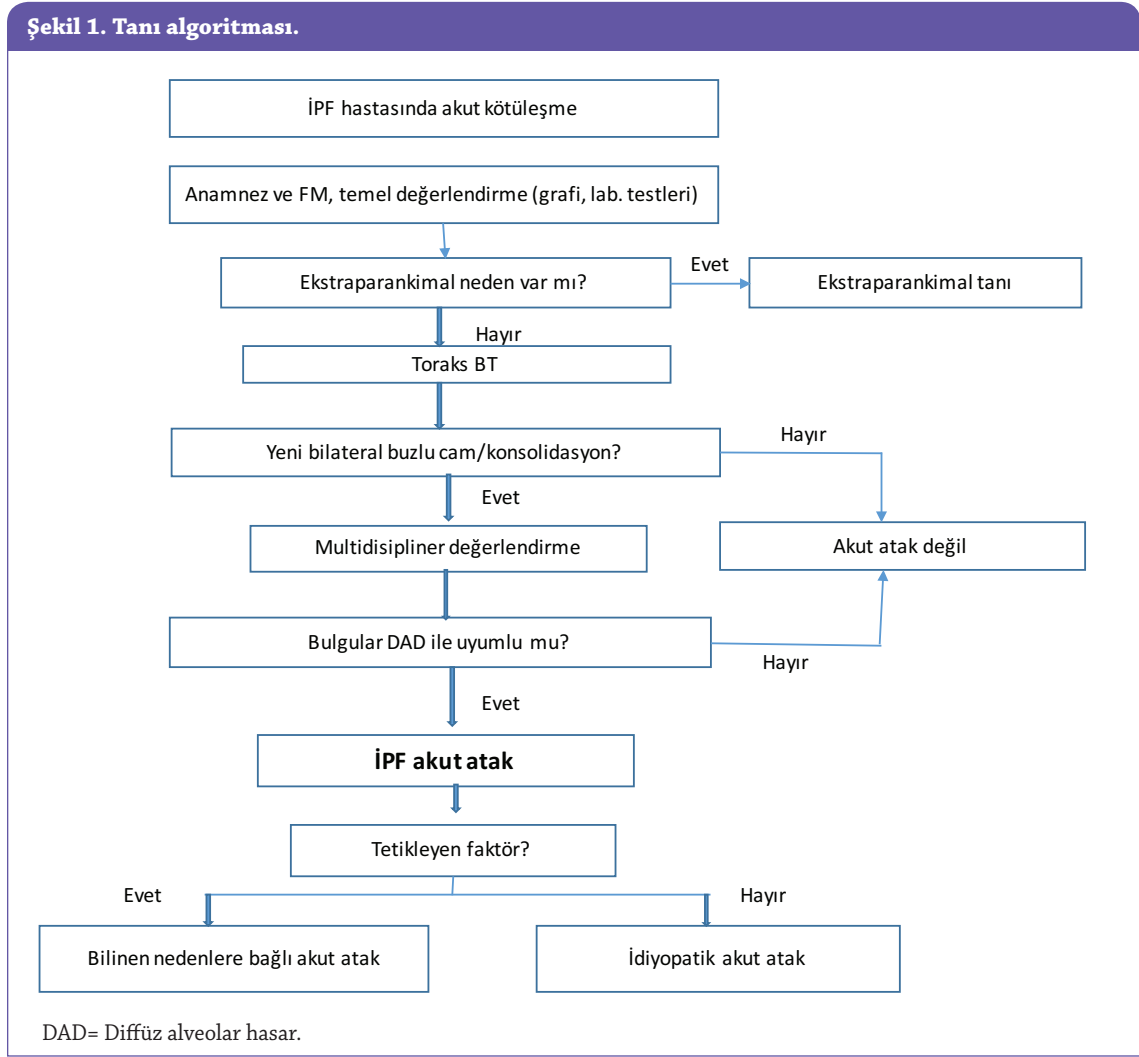 Şekil 1. Tanı algoritması.
İPF hastasında akut kötüleşme
Anamnez ve FM, temel değerlendirme (grafi, lab. testleri)
Ekstraparankimal neden var mı?
Evet
Ekstraparankimal tanı
Hayır
Toraks BT
Yeni bilateral buzlu cam/konsolidasyon?
Hayır
Evet
Multidisipliner değerlendirme
Akut atak değil
Bulgular DAD ile uyumlu mu?
Hayır
Evet
İPF akut atak
Tetikleyen faktör?
Evet
Hayır
Bilinen nedenlere bağlı akut atak
İdiyopatik akut atak
DAD= Diffüz alveolar hasar.